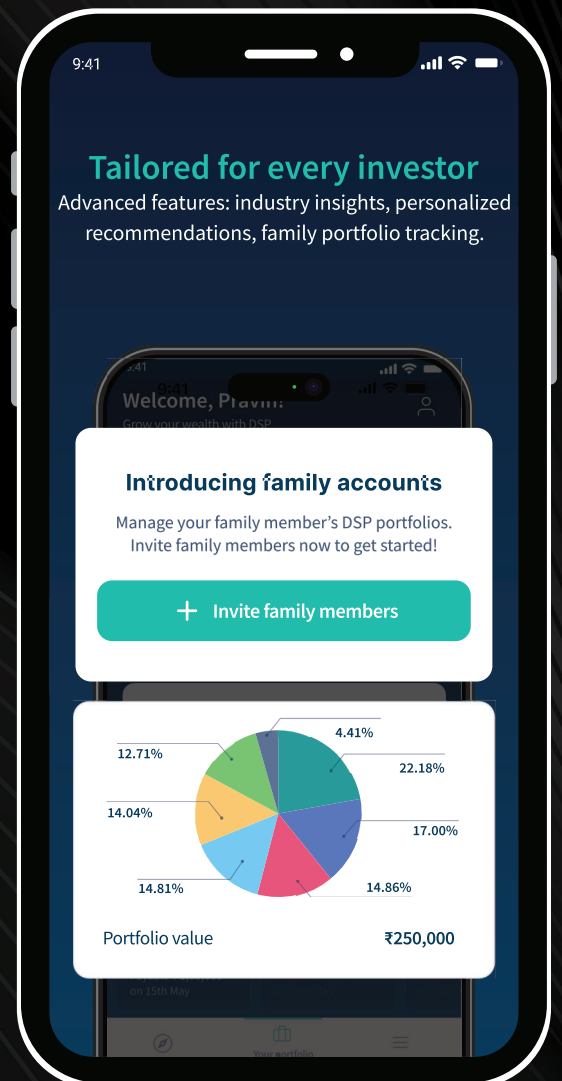 9:41
Tailored for every investor
Advanced features: industry insights, personalized
recommendations, family portfolio tracking.
9:41
9:41
Welcome, Pravin!
Grow your wealth with DSP
Introducing family accounts
Manage your family member’s DSP portfolios.
Invite family members now to get started!
+ Invite family members
4.41%
12.71%
22.18%
14.04%
17.00%
14.81%
14.86%
Portfolio value ₹250,000
on 15th May
Your portfolio